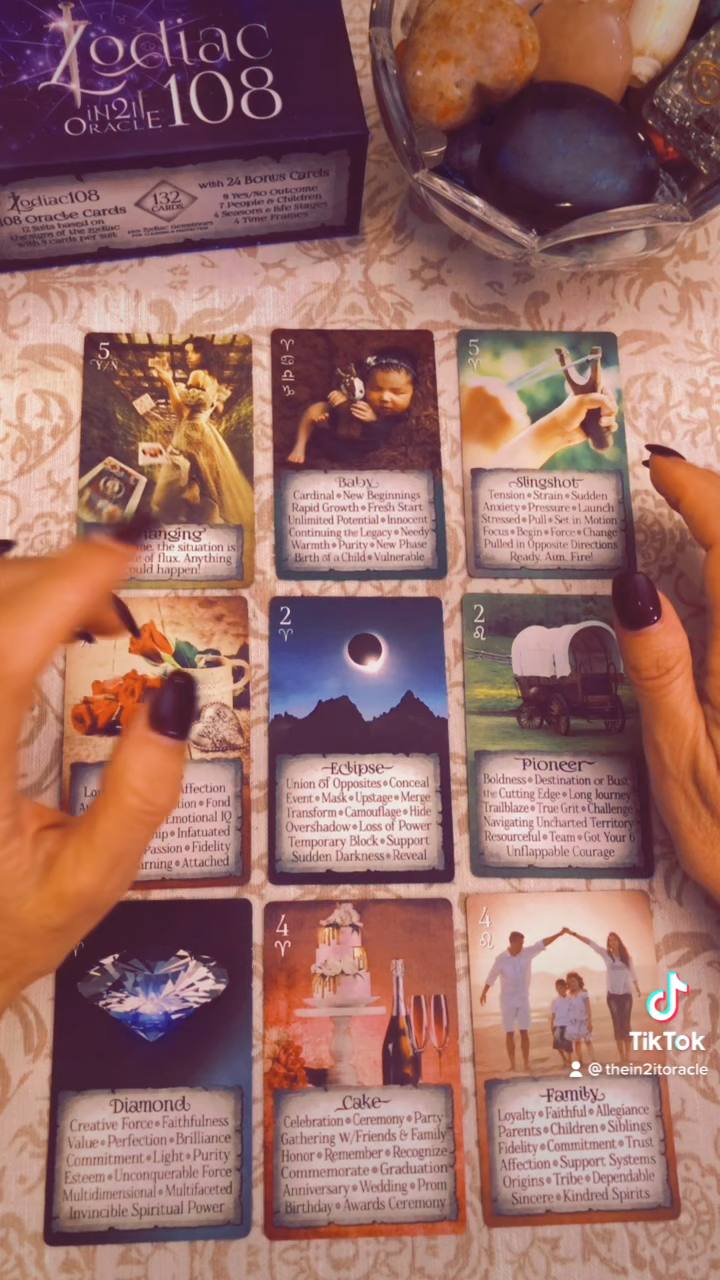 Zodiac
IN2IT
ORACLE 108
Zodiac108
108 Oracle Cards
12 Suits based on
the signs of the zodiac
with 9 cards per suit
132
CARDS
with 24 Bonus Cards
9 Yes/No Outcome
7 People & Children
4 Seasons & Life Stages
4 Time Frames
5
Y/N
hanging
me, the situation is
of flux. Anything
ould happen!
♈
♋
♎
♑
Baby
Cardinal • New Beginnings
Rapid Growth • Fresh Start
Unlimited Potential • Innocent
Continuing the Legacy • Needy
Warmth • Purity • New Phase
Birth of a Child • Vulnerable
5
♈
Slingshot
Tension • Strain • Sudden
Anxiety • Pressure • Launch
Stressed • Pull • Set in Motion
Focus • Begin • Force • Change
Pulled in Opposite Directions
Ready, Aim, Fire!
Lo ffection
tion • Fond
Emotional IQ
ip • Infatuated
Passion • Fidelity
arning • Attached
2
♈
Eclipse
Union of Opposites • Conceal
Event • Mask • Upstage • Merge
Transform • Camouflage • Hide
Overshadow • Loss of Power
Temporary Block • Support
Sudden Darkness • Reveal
2
♌
Pioneer
Boldness • Destination or Bust
the Cutting Edge • Long Journey
Trailblaze • True Grit • Challenge
Navigating Uncharted Territory
Resourceful • Team • Got Your 6
Unflappable Courage
Diamond
Creative Force • Faithfulness
Value • Perfection • Brilliance
Commitment • Light • Purity
Esteem • Unconquerable Force
Multidimensional • Multifaceted
Invincible Spiritual Power
4
♈
Cake
Celebration • Ceremony • Party
Gathering W/Friends & Family
Honor • Remember • Recognize
Commemorate • Graduation
Anniversary • Wedding • Prom
Birthday • Awards Ceremony
4
♌
Family
Loyalty • Faithful • Allegiance
Parents • Children • Siblings
Fidelity • Commitment • Trust
Affection • Support Systems
Origins • Tribe • Dependable
Sincere • Kindred Spirits
TikTok
@thein2itoracle